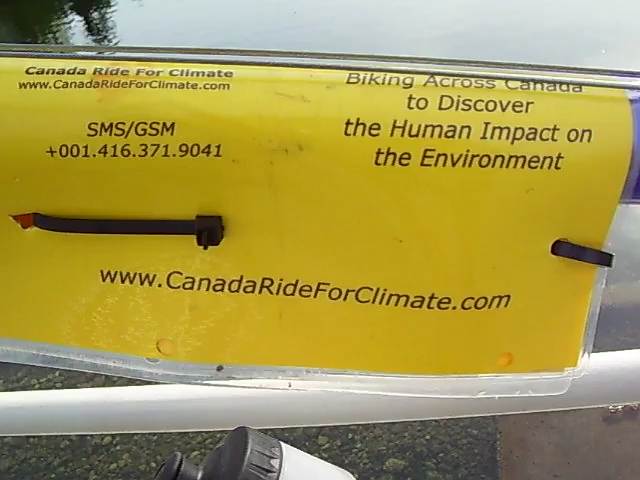 Canada Ride For Climate
www.CanadaRideForClimate.com
SMS/GSM
+001.416.371.9041
Biking Across Canada
to Discover
the Human Impact on
the Environment
www.CanadaRideForClimate.com